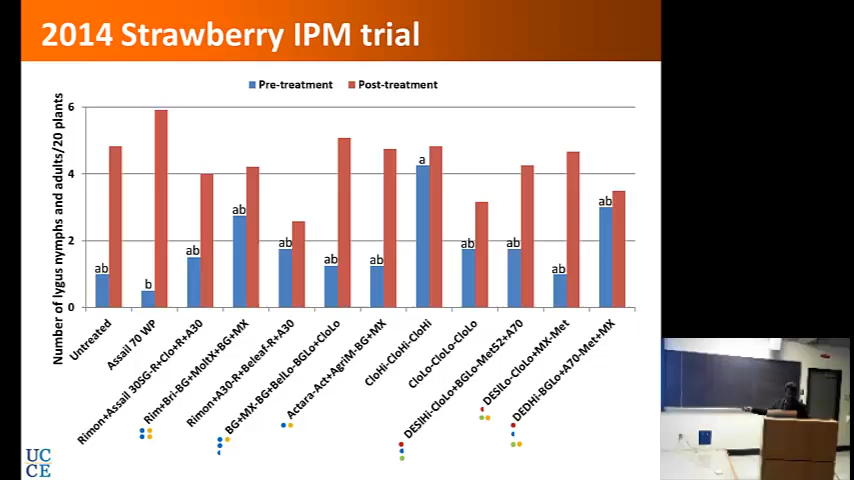 2014 Strawberry IPM trial
Pre-treatment
Post-treatment
Number of lygus nymphs and adults/20 plants
6
4
2
0
ab
b
ab
ab
ab
ab
ab
a
ab
ab
ab
ab
Untreated
Assail 70 WP
Rimon+Assail 30SG-R+Clo+R+A30
Rim+Bri-BG+MoltX+BG+MX
Rimon+A30-R+Beleaf-R+A30
BG+MX-BG+BelLo-BGLo+CloLo
Actara-Act+AgriM-BG+MX
CloHi-CloHi-CloHi
CloLo-CloLo-CloLo
DESIHi-CloLo+BGLo-Met52+A70
DESILo-CloLo+MX-Met
DEDHi-BGLo+A70-Met+MX
UC
CE